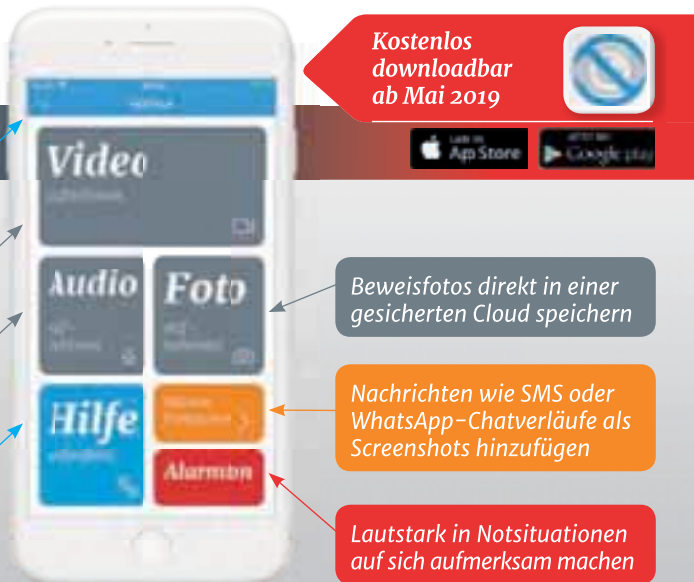 Kostenlos
downloadbar
ab Mai 2019
App Store
Google play
Video
Audio
Foto
Hilfe
Alarmton
Beweisfotos direkt in einer
gesicherten Cloud speichern
Nachrichten wie SMS oder
WhatsApp-Chatverläufe als
Screenshots hinzufügen
Lautstark in Notsituationen
auf sich aufmerksam machen